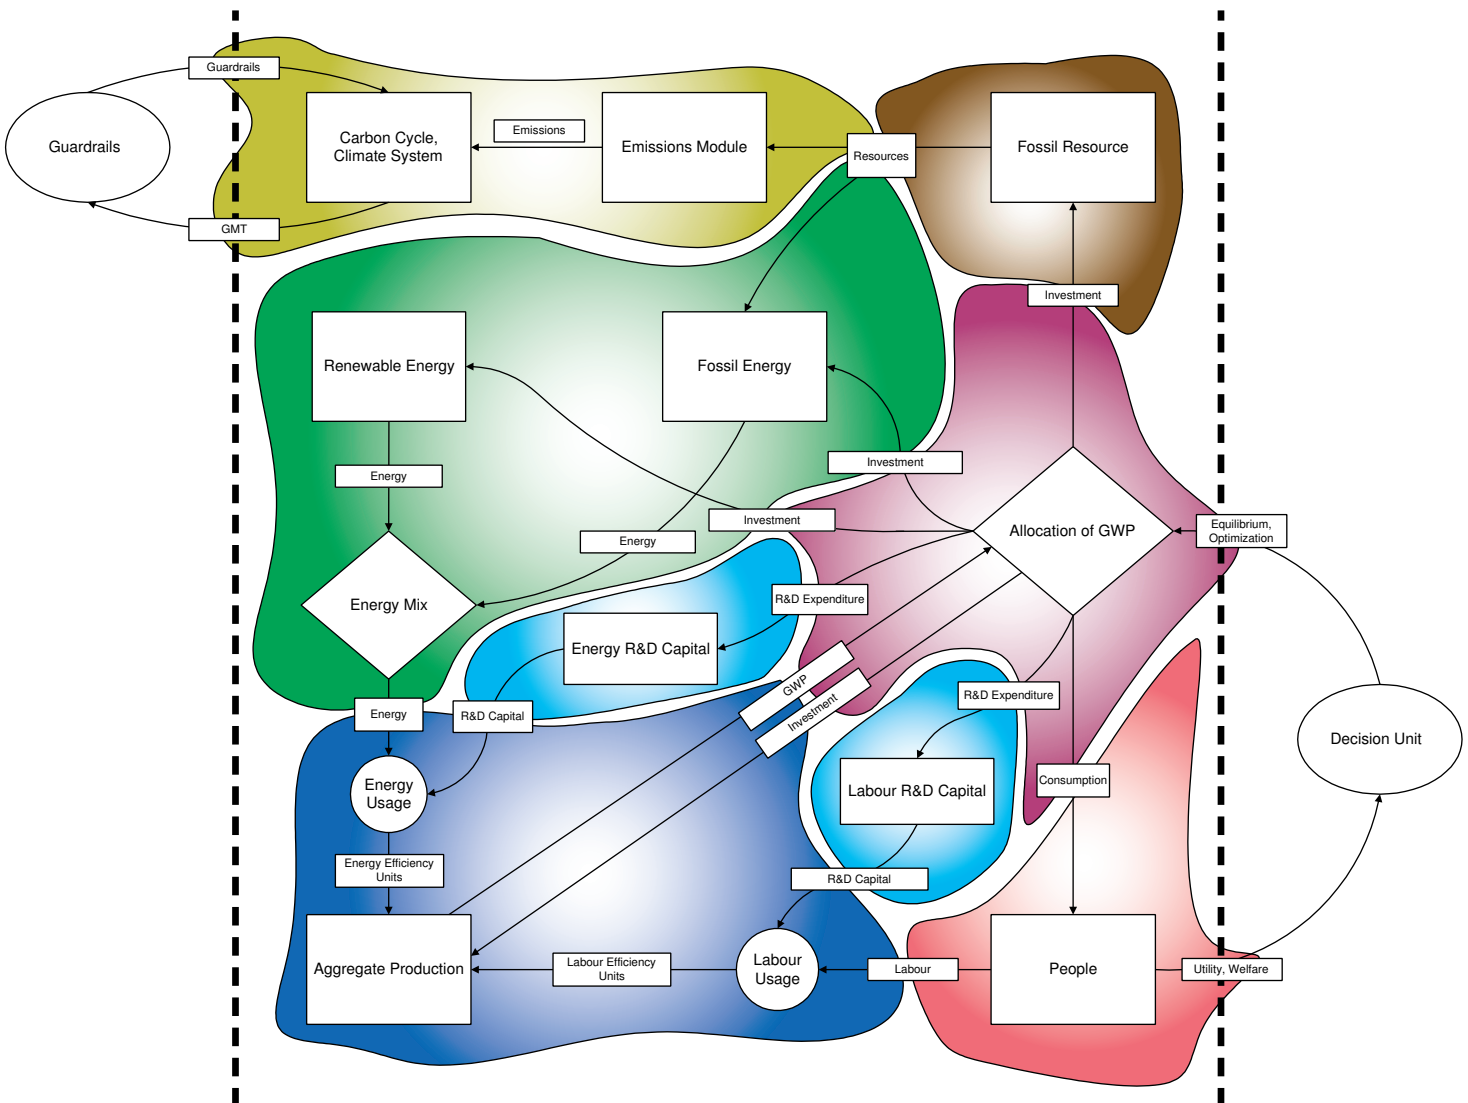 Guardrails
Guardrails
Carbon Cycle,
Climate System
Emissions
Emissions Module
Resources
Fossil Resource
GMT
Investment
Renewable Energy
Fossil Energy
Investment
Energy
Investment
Energy
Allocation of GWP
Equilibrium,
Optimization
Energy Mix
R&D Expenditure
Energy R&D Capital
GWP
Investment
R&D Expenditure
Energy
R&D Capital
Decision Unit
Energy
Usage
Labour R&D Capital
Consumption
Energy Efficiency
Units
R&D Capital
Aggregate Production
Labour Efficiency
Units
Labour
Usage
Labour
People
Utility, Welfare